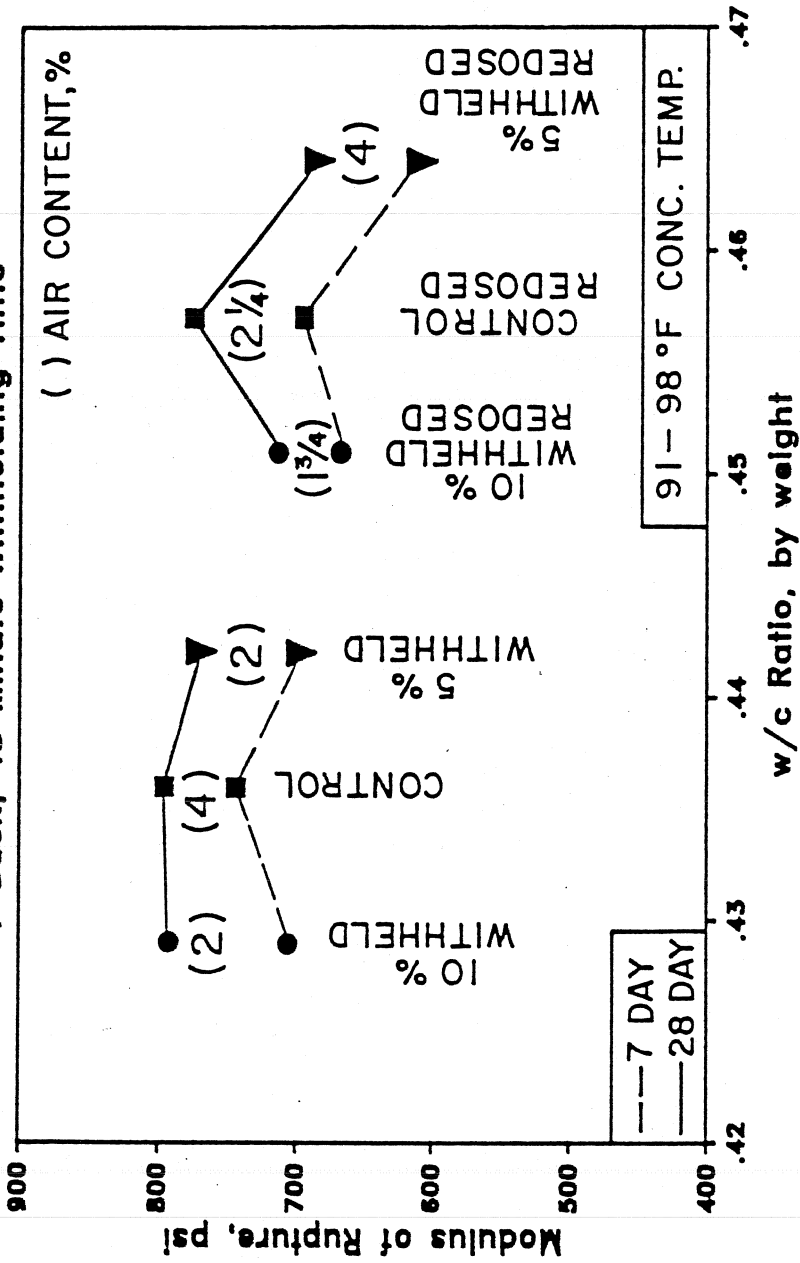 ( ) AIR CONTENT,%
900
800
700
600
500
400
Modulus of Rupture, psi
(2)
(4)
(2)
(1¾)
(2¼)
(4)
10 %
WITHHELD
CONTROL
5 %
WITHHELD
10 %
WITHHELD
REDOSED
CONTROL
REDOSED
5%
WITHHELD
REDOSED
7 DAY
28 DAY
91–98 °F CONC. TEMP.
.42
.43
.44
.45
.46
.47
w/c Ratio, by weight